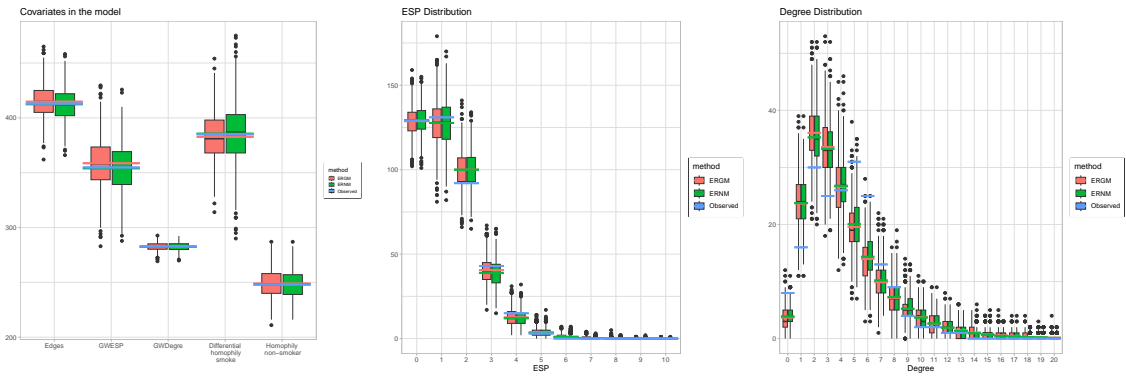 Covariates in the model
400
300
200
Edges
GWESP
GWDegre
Differential
homophily
smoke
Homophily
non−smoker
method
ERGM
ERNM
Observed
ESP Distribution
150
100
50
0
0 1 2 3 4 5 6 7 8 9 10
ESP
method
ERGM
ERNM
Observed
Degree Distribution
40
20
0
0 1 2 3 4 5 6 7 8 9 10 11 12 13 14 15 16 17 18 19 20
Degree
method
ERGM
ERNM
Observed